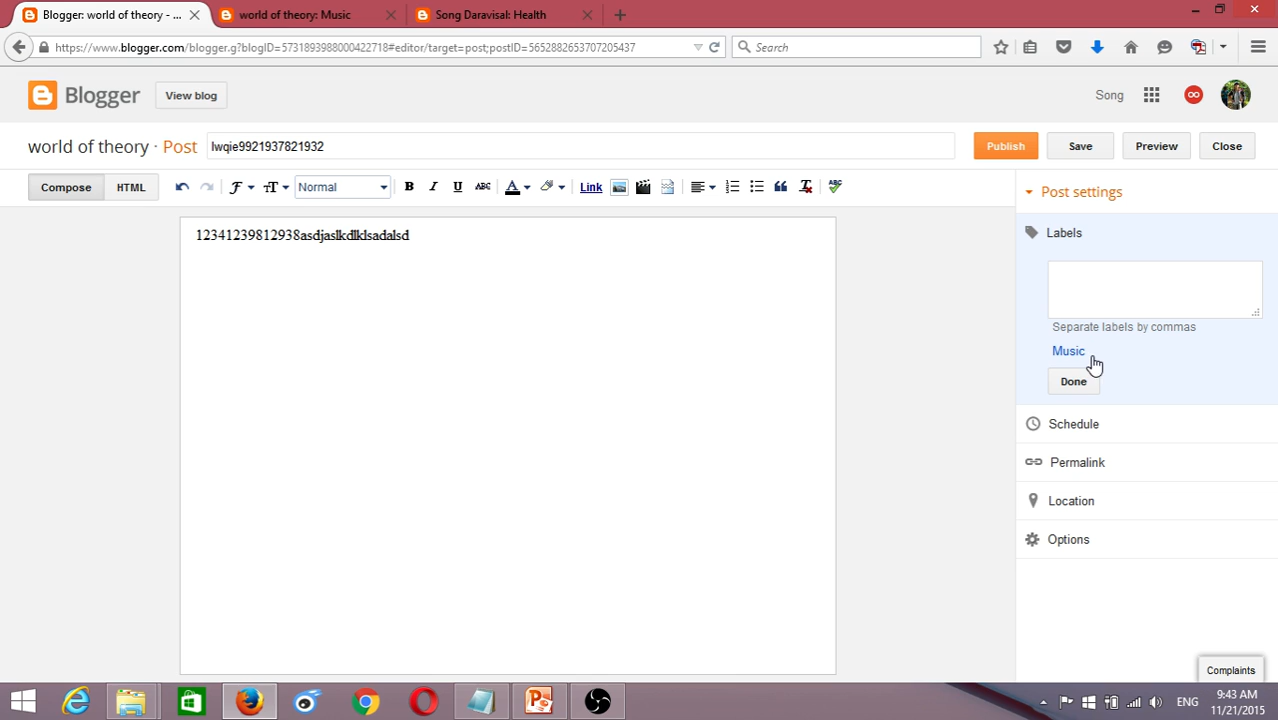 Blogger: world of theory - ...
world of theory: Music
Song Daravisal: Health
https://www.blogger.com/blogger.g?blogID=5731893988000422718#editor/target=post;postID=5652882653707205437
Search
Blogger
View blog
Song
world of theory · Post
lwqie9921937821932
Publish
Save
Preview
Close
Compose
HTML
Normal
Link
Post settings
12341239812938asdjaslkdlklsadalsd
Labels
Separate labels by commas
Music
Done
Schedule
Permalink
Location
Options
Complaints
ENG
9:43 AM
11/21/2015